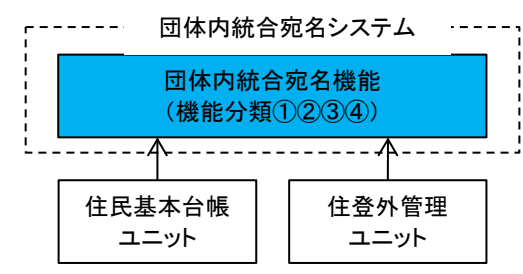 団体内統合宛名システム
団体内統合宛名機能
（機能分類①②③④）
住民基本台帳
ユニット
住登外管理
ユニット